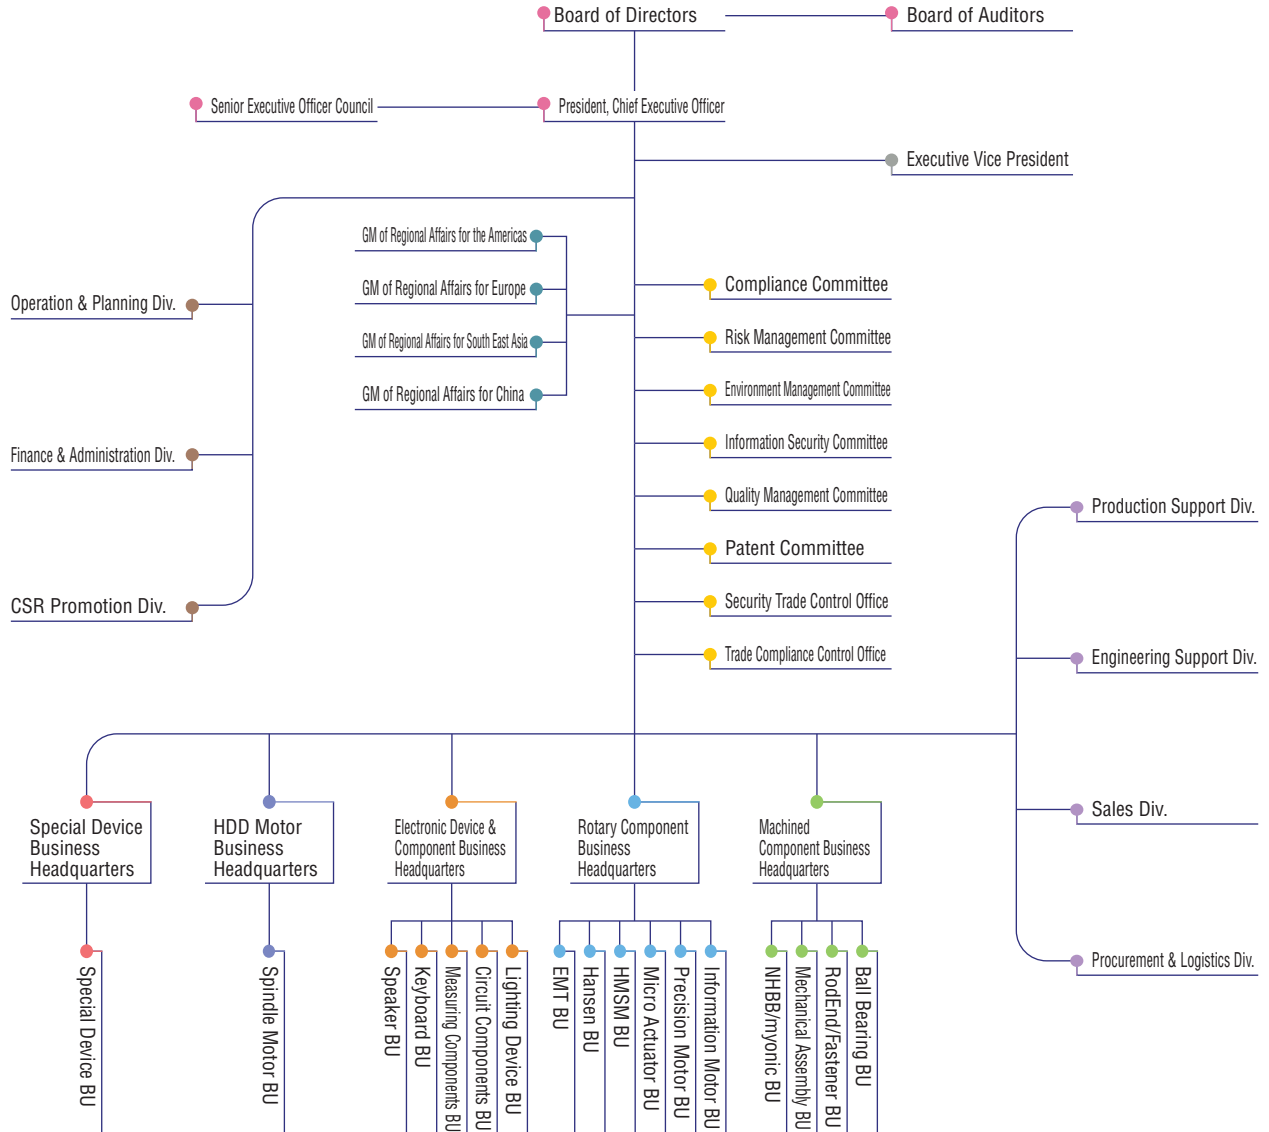 Board of Directors
Board of Auditors
Senior Executive Officer Council
President, Chief Executive Officer
Executive Vice President
GM of Regional Affairs for the Americas
GM of Regional Affairs for Europe
GM of Regional Affairs for South East Asia
GM of Regional Affairs for China
Operation & Planning Div.
Finance & Administration Div.
CSR Promotion Div.
Compliance Committee
Risk Management Committee
Environment Management Committee
Information Security Committee
Quality Management Committee
Patent Committee
Security Trade Control Office
Trade Compliance Control Office
Production Support Div.
Engineering Support Div.
Sales Div.
Procurement & Logistics Div.
Special Device
Business
Headquarters
HDD Motor
Business
Headquarters
Electronic Device &
Component Business
Headquarters
Rotary Component
Business
Headquarters
Machined
Component Business
Headquarters
Special Device BU
Spindle Motor BU
Speaker BU
Keyboard BU
Measuring Components BU
Circuit Components BU
Lighting Device BU
EMT BU
Hansen BU
HMSM BU
Micro Actuator BU
Precision Motor BU
Information Motor BU
NHBB/myonic BU
Mechanical Assembly BU
RodEnd/Fastener BU
Ball Bearing BU